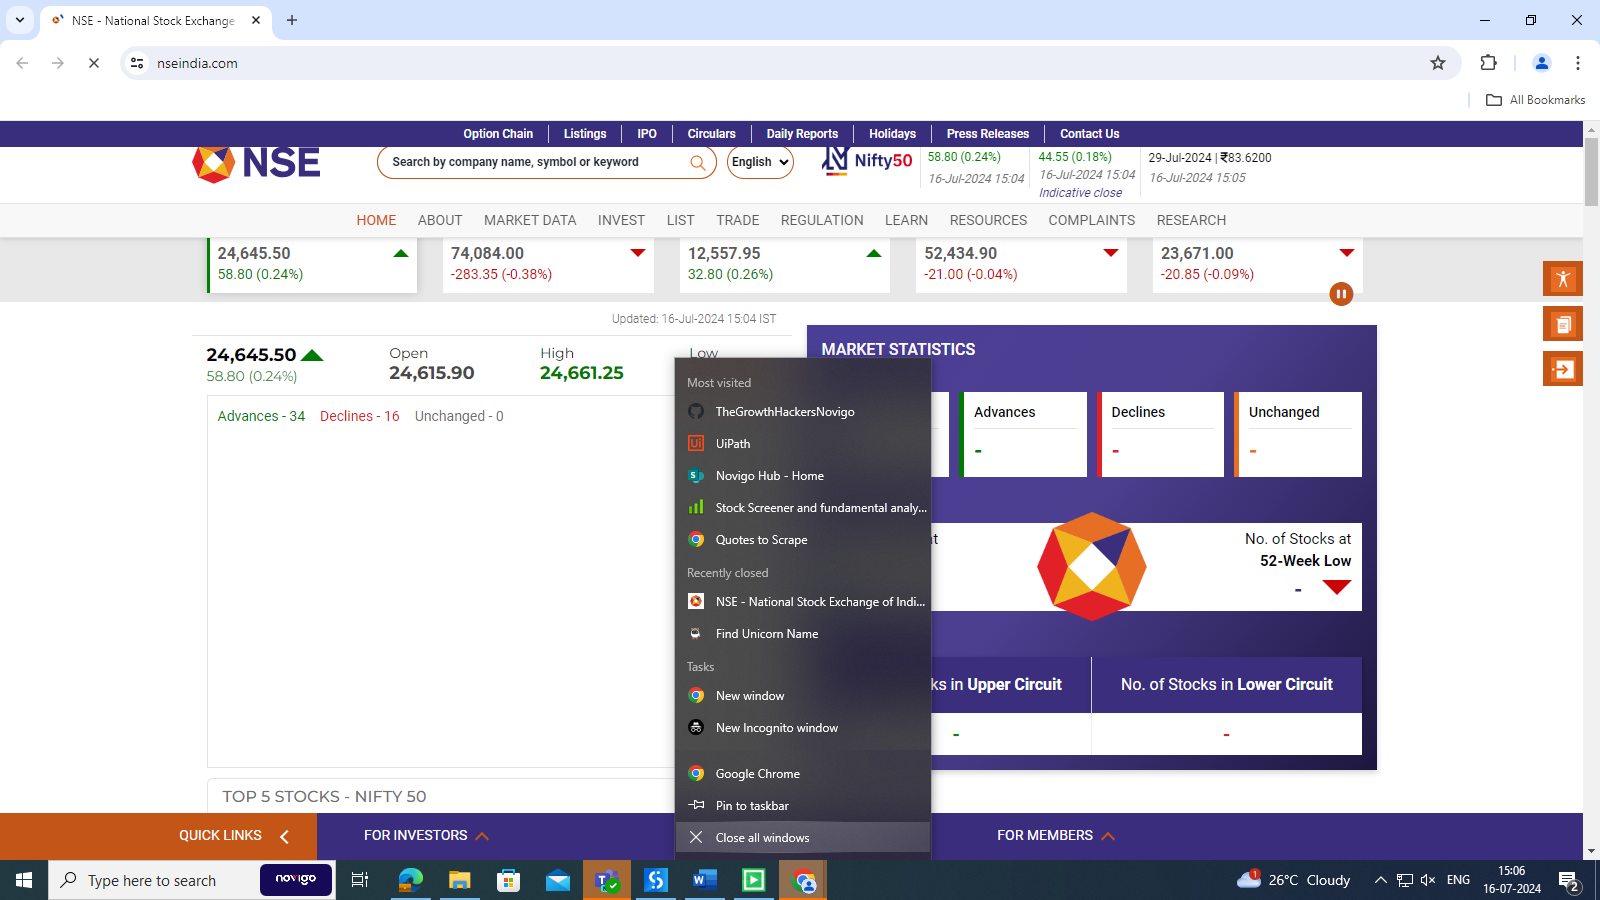 NSE - National Stock Exchange
nseindia.com
All Bookmarks
Option Chain
Listings
IPO
Circulars
Daily Reports
Holidays
Press Releases
Contact Us
NSE
Search by company name, symbol or keyword
English
Nifty50
58.80 (0.24%)
16-Jul-2024 15:04
44.55 (0.18%)
16-Jul-2024 15:04
Indicative close
29-Jul-2024 | ₹83.6200
16-Jul-2024 15:05
HOME
ABOUT
MARKET DATA
INVEST
LIST
TRADE
REGULATION
LEARN
RESOURCES
COMPLAINTS
RESEARCH
24,645.50
58.80 (0.24%)
74,084.00
-283.35 (-0.38%)
12,557.95
32.80 (0.26%)
52,434.90
-21.00 (-0.04%)
23,671.00
-20.85 (-0.09%)
Updated: 16-Jul-2024 15:04 IST
24,645.50
58.80 (0.24%)
Open
24,615.90
High
24,661.25
Low
Advances - 34
Declines - 16
Unchanged - 0
TOP 5 STOCKS - NIFTY 50
MARKET STATISTICS
Advances
-
Declines
-
Unchanged
-
No. of Stocks at
52-Week Low
-
ks in Upper Circuit
-
No. of Stocks in Lower Circuit
-
Most visited
TheGrowthHackersNovigo
UiPath
Novigo Hub - Home
Stock Screener and fundamental analy...
Quotes to Scrape
Recently closed
NSE - National Stock Exchange of Indi...
Find Unicorn Name
Tasks
New window
New Incognito window
Google Chrome
Pin to taskbar
Close all windows
QUICK LINKS
FOR INVESTORS
FOR MEMBERS
Type here to search
novigo
1
26°C Cloudy
ENG
15:06
16-07-2024
2